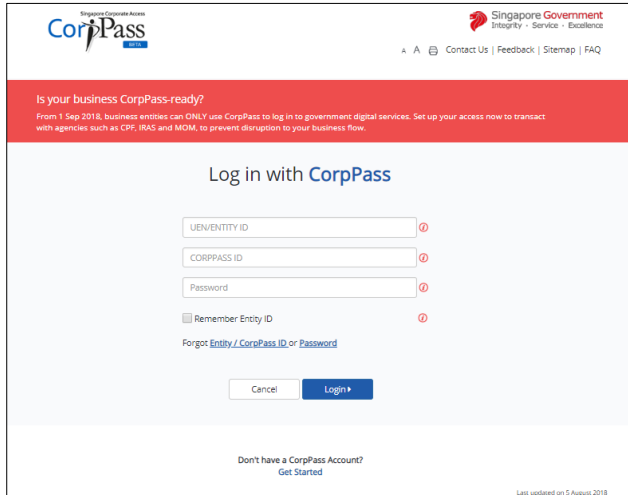 Singapore Corporate Access
CorpPass
BETA
Singapore Government
Integrity · Service · Excellence
A A Contact Us | Feedback | Sitemap | FAQ
Is your business CorpPass-ready?
From 1 Sep 2018, business entities can ONLY use CorpPass to log in to government digital services. Set up your access now to transact
with agencies such as CPF, IRAS and MOM, to prevent disruption to your business flow.
Log in with CorpPass
UEN/ENTITY ID
CORPPASS ID
Password
Remember Entity ID
Forgot Entity / CorpPass ID or Password
Cancel
Login
Don't have a CorpPass Account?
Get Started
Last updated on 5 August 2018